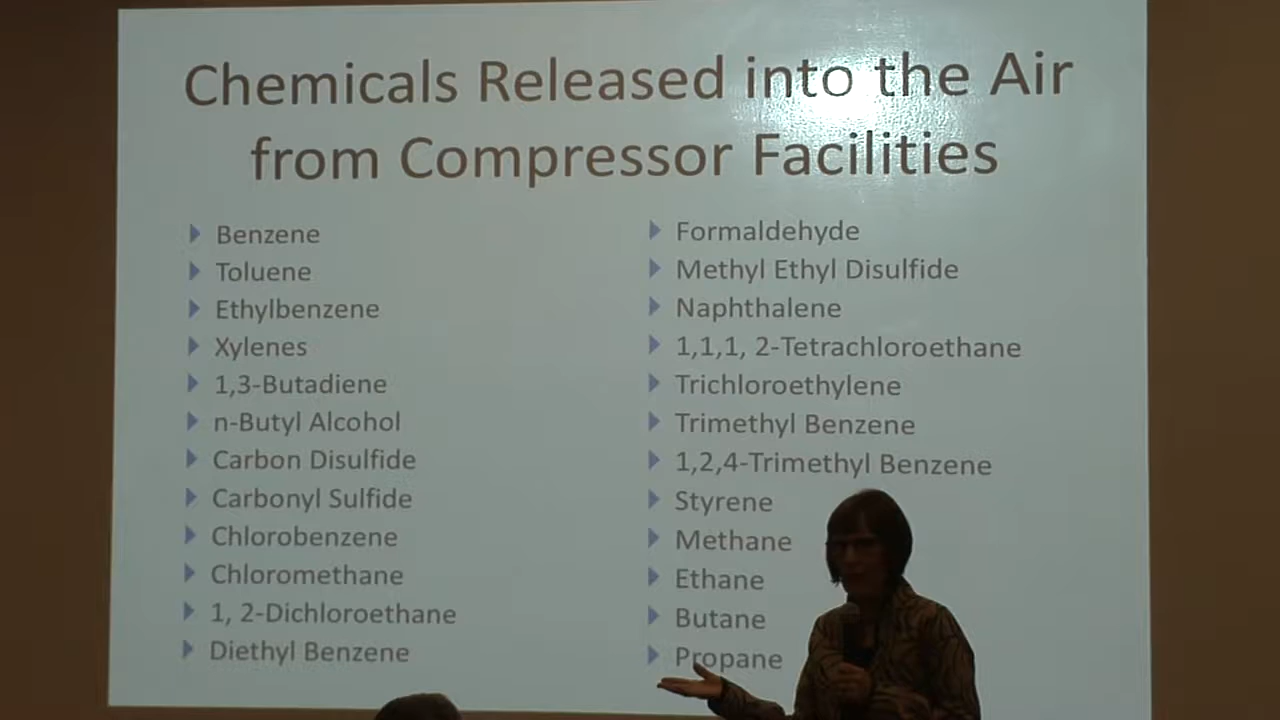 Chemicals Released into the Air
from Compressor Facilities
Benzene
Toluene
Ethylbenzene
Xylenes
1,3-Butadiene
n-Butyl Alcohol
Carbon Disulfide
Carbonyl Sulfide
Chlorobenzene
Chloromethane
1, 2-Dichloroethane
Diethyl Benzene
Formaldehyde
Methyl Ethyl Disulfide
Naphthalene
1,1,1, 2-Tetrachloroethane
Trichloroethylene
Trimethyl Benzene
1,2,4-Trimethyl Benzene
Styrene
Methane
Ethane
Butane
Propane